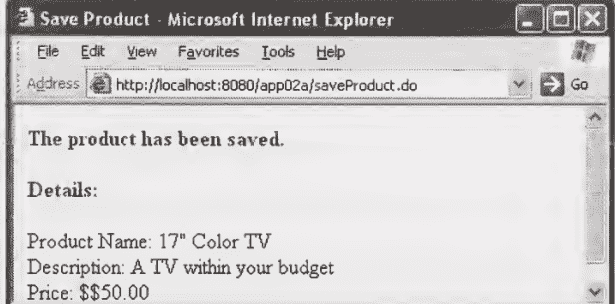 Save Product - Microsoft Internet Explorer
File Edit View Favorites Tools Help
Address http://localhost:8080/app02a/saveProduct.do Go
The product has been saved.
Details:
Product Name: 17" Color TV
Description: A TV within your budget
Price: $$50.00